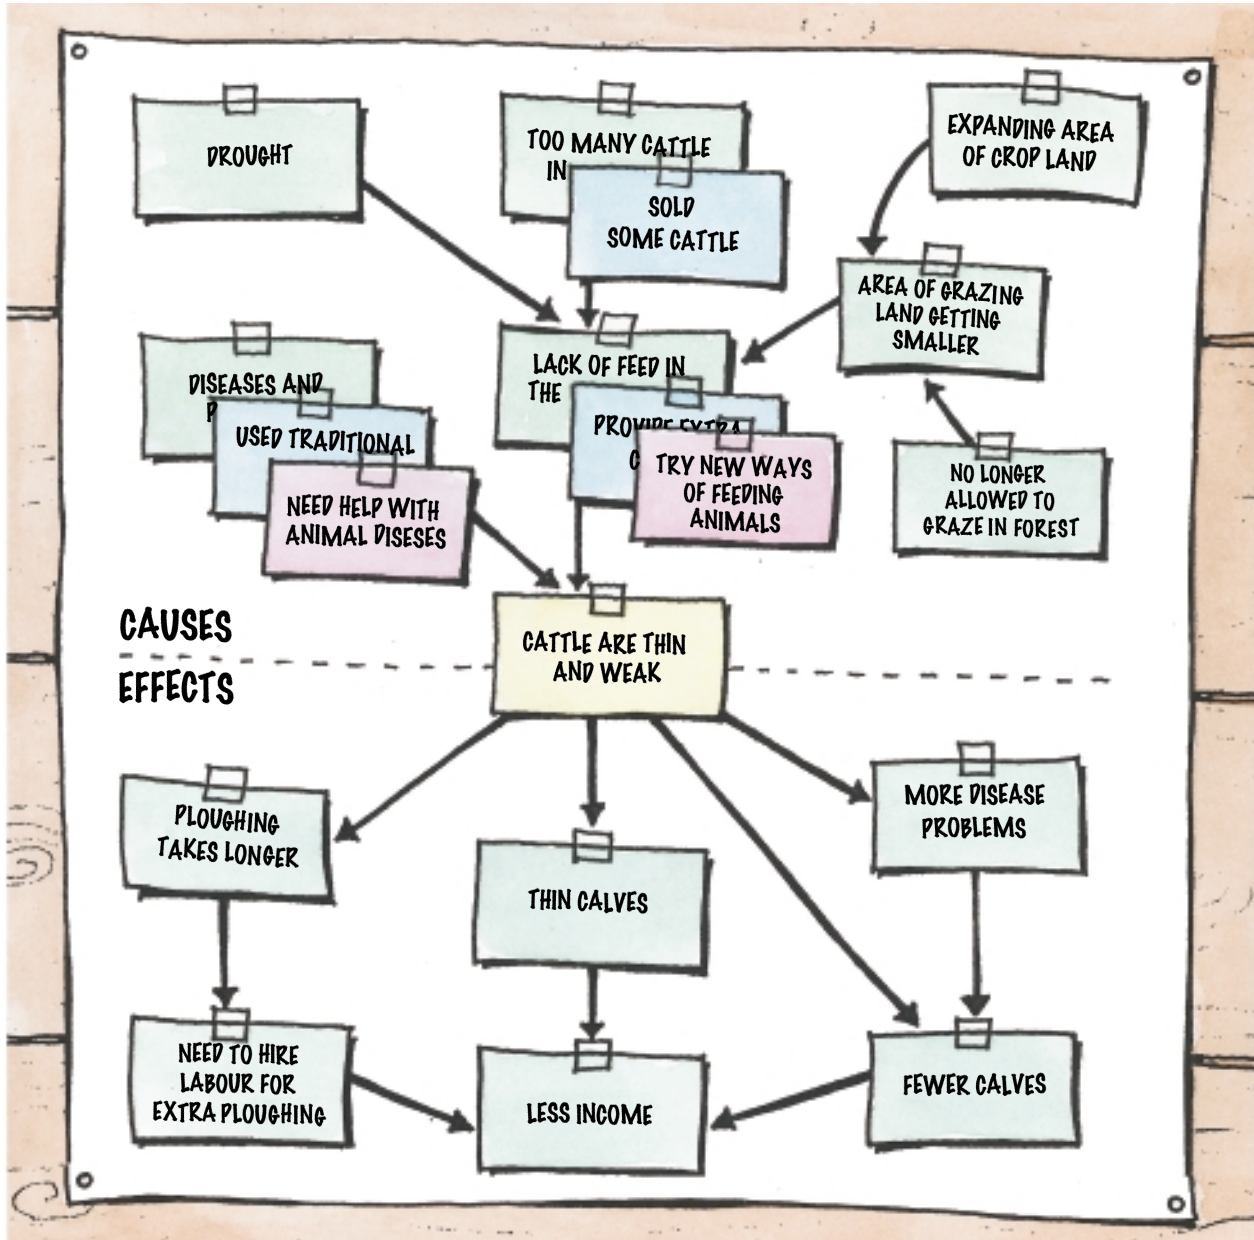 DROUGHT
TOO MANY CATTLE
IN
SOLD
SOME CATTLE
EXPANDING AREA
OF CROP LAND
AREA OF GRAZING
LAND GETTING
SMALLER
DISEASES AND
USED TRADITIONAL
NEED HELP WITH
ANIMAL DISESES
LACK OF FEED IN
THE
PROVIDE EXTRA
TRY NEW WAYS
OF FEEDING
ANIMALS
NO LONGER
ALLOWED TO
GRAZE IN FOREST
CAUSES
CATTLE ARE THIN
AND WEAK
EFFECTS
PLOUGHING
TAKES LONGER
THIN CALVES
MORE DISEASE
PROBLEMS
NEED TO HIRE
LABOUR FOR
EXTRA PLOUGHING
LESS INCOME
FEWER CALVES